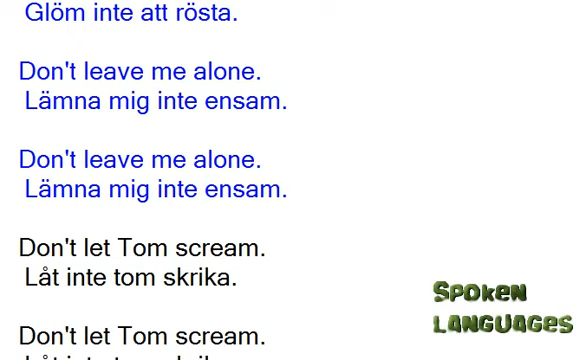 Glöm inte att rösta.
Don't leave me alone.
Lämna mig inte ensam.
Don't leave me alone.
Lämna mig inte ensam.
Don't let Tom scream.
Låt inte tom skrika.
Don't let Tom scream.
Spoken
Languages